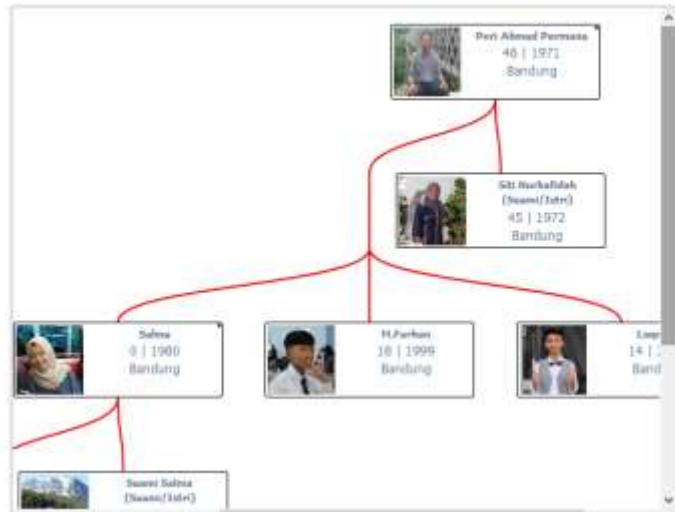 Peri Ahmad Permana
46 | 1971
Bandung
Siti Nurhafidah
(Suami/Istri)
45 | 1972
Bandung
Salma
0 | 1980
Bandung
M.Farhan
18 | 1999
Bandung
14 |
Band
Suami Salma
(Suami/Istri)